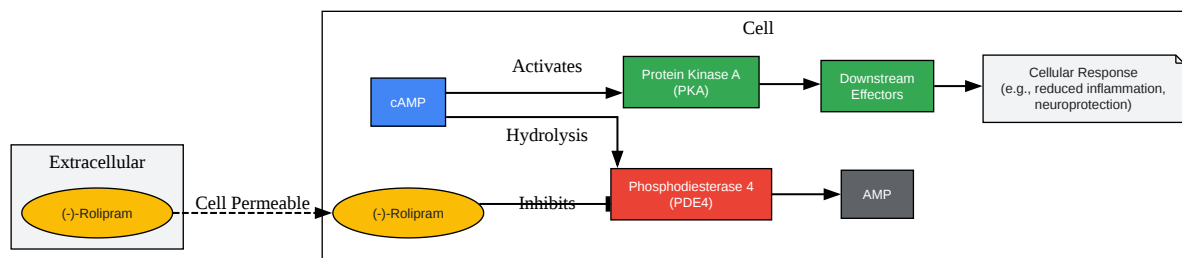 Cell
Activates
Protein Kinase A
(PKA)
Downstream
Effectors
Cellular Response
(e.g., reduced inflammation,
neuroprotection)
cAMP
Hydrolysis
Extracellular
(-)-Rolipram
Cell Permeable
(-)-Rolipram
Inhibits
Phosphodiesterase 4
(PDE4)
AMP